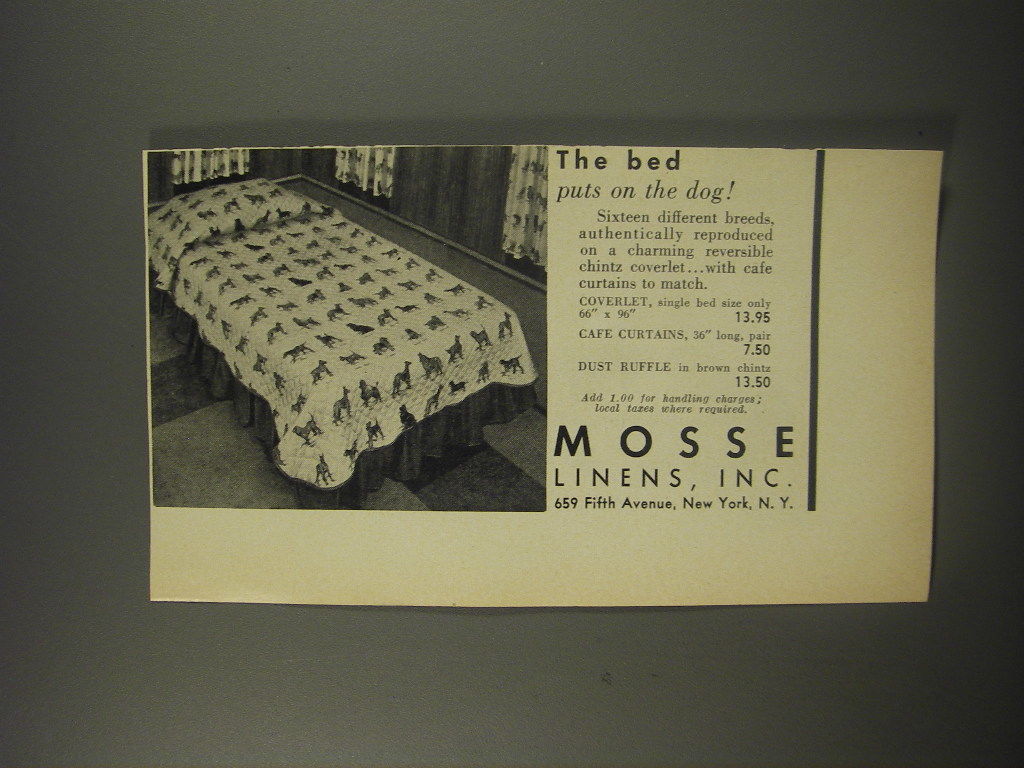 The bed
puts on the dog!
Sixteen different breeds,
authentically reproduced
on a charming reversible
chintz coverlet...with cafe
curtains to match.
COVERLET, single bed size only
66" x 96" 13.95
CAFE CURTAINS, 36" long, pair
7.50
DUST RUFFLE in brown chintz
13.50
Add 1.00 for handling charges;
local taxes where required.
MOSSE
LINENS, INC.
659 Fifth Avenue, New York, N. Y.